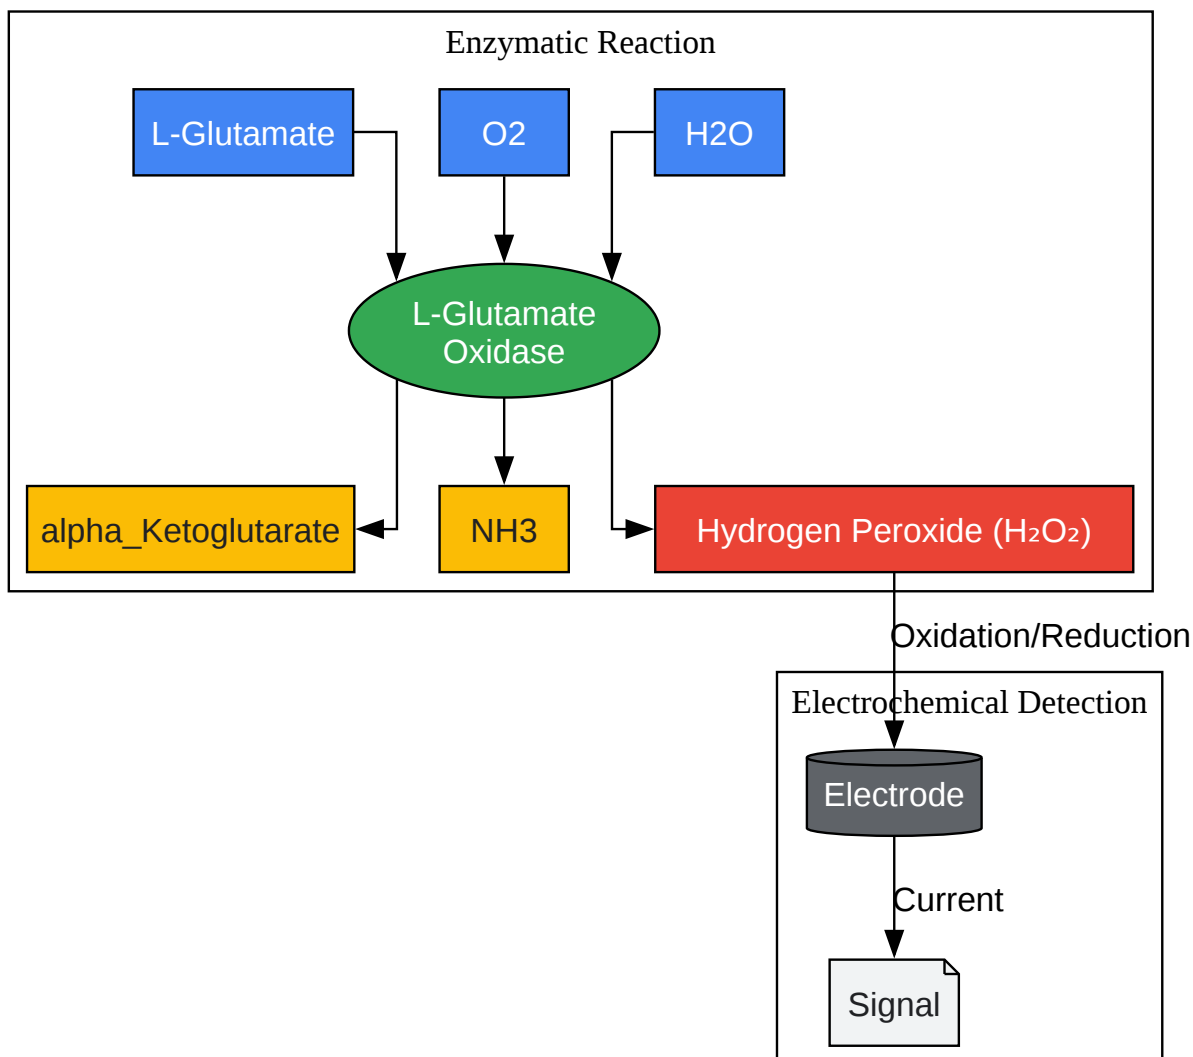 Enzymatic Reaction
L-Glutamate
O2
H2O
L-Glutamate
Oxidase
alpha_Ketoglutarate
NH3
Hydrogen Peroxide (H₂O₂)
Oxidation/Reduction
Electrochemical Detection
Electrode
Current
Signal